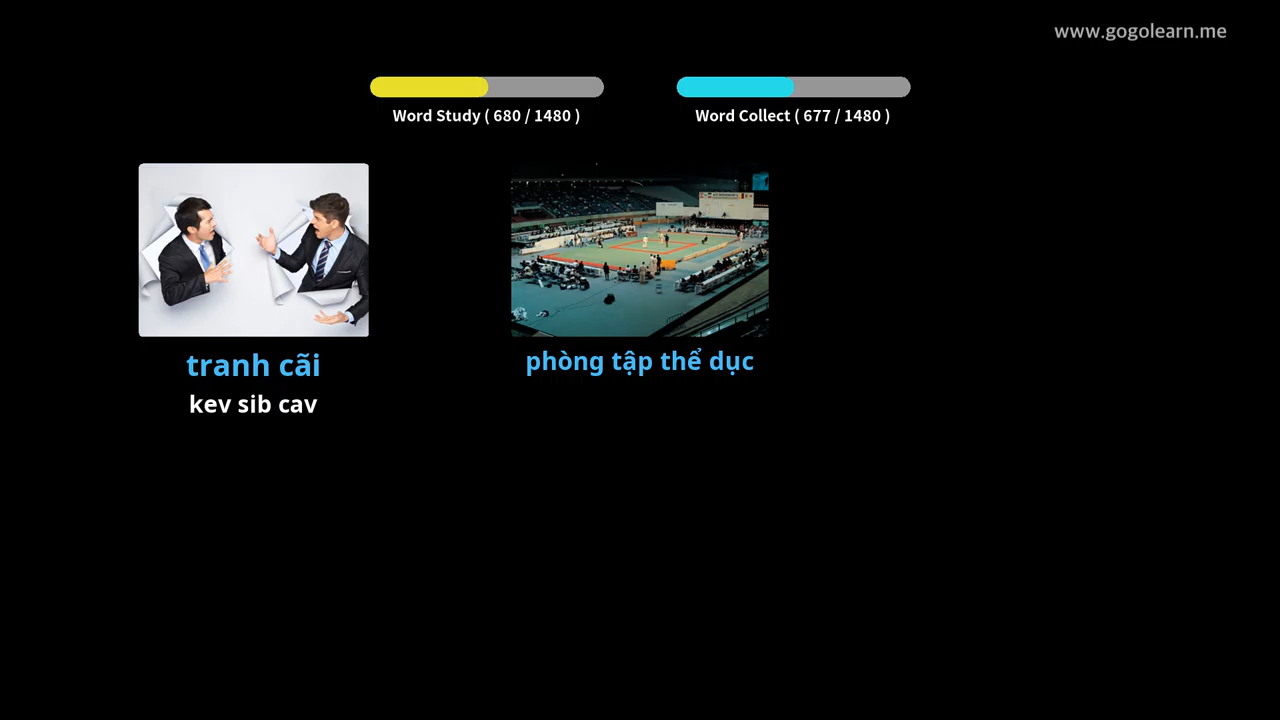 www.gogolearn.me
Word Study ( 680 / 1480 )
Word Collect ( 677 / 1480 )
tranh cãi
kev sib cav
phòng tập thể dục